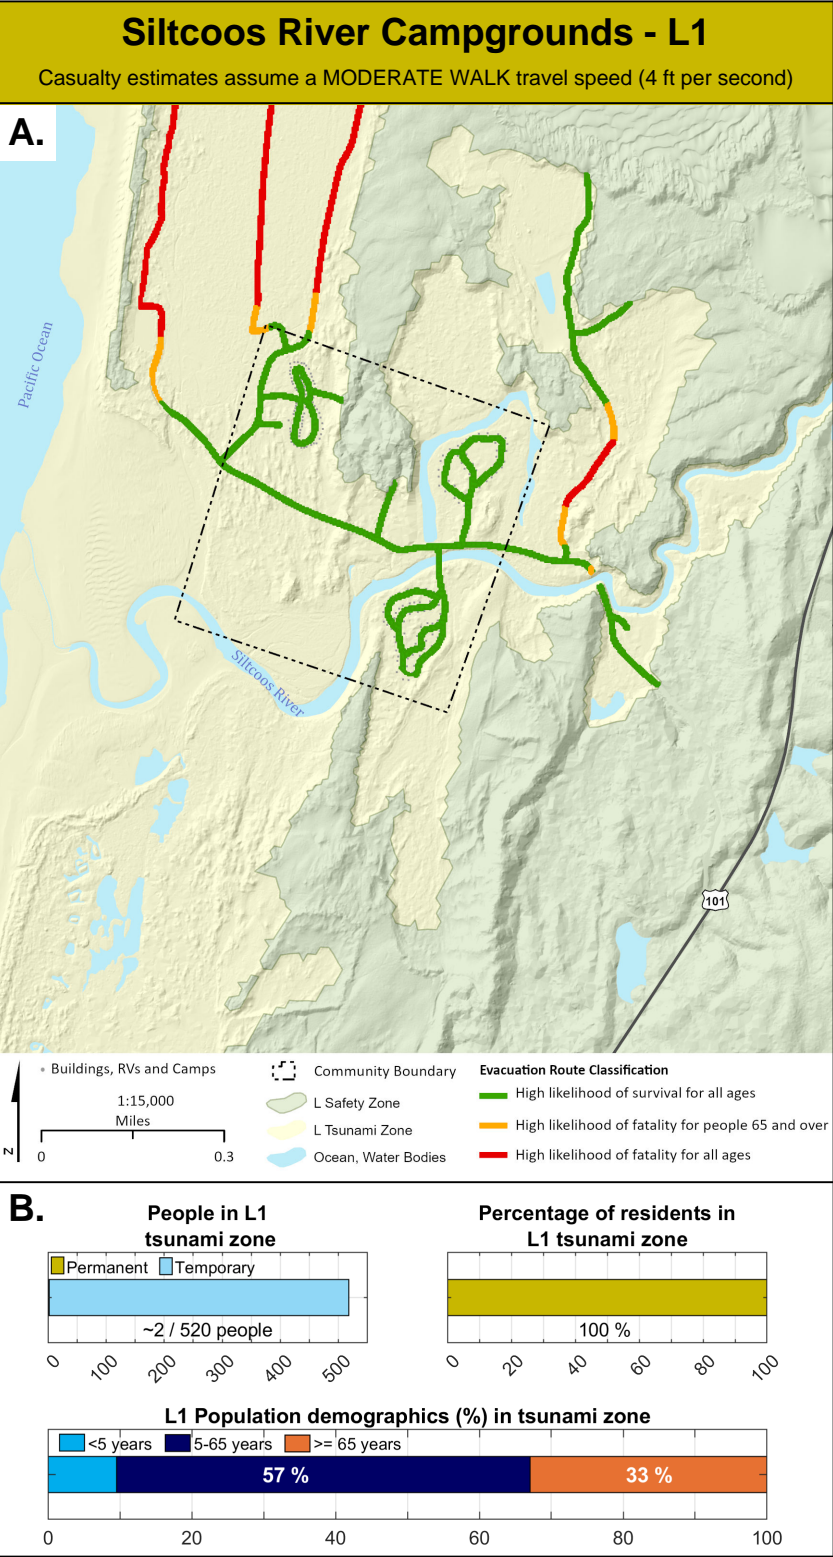 Siltcoos River Campgrounds - L1
Casualty estimates assume a MODERATE WALK travel speed (4 ft per second)
A.
Pacific Ocean
Siltcoos River
101
Buildings, RVs and Camps
1:15,000
Miles
0 0.3
N
Community Boundary
L Safety Zone
L Tsunami Zone
Ocean, Water Bodies
Evacuation Route Classification
High likelihood of survival for all ages
High likelihood of fatality for people 65 and over
High likelihood of fatality for all ages
B.
People in L1
tsunami zone
Permanent Temporary
~2 / 520 people
0 100 200 300 400 500
Percentage of residents in
L1 tsunami zone
100 %
0 20 40 60 80 100
L1 Population demographics (%) in tsunami zone
<5 years 5-65 years >= 65 years
57 % 33 %
0 20 40 60 80 100